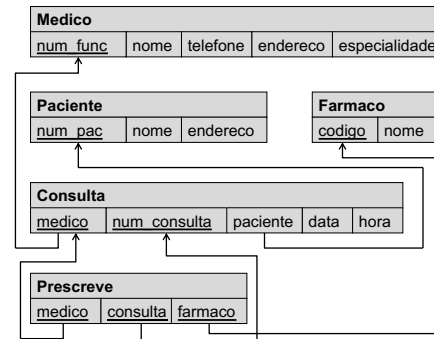 Medico
num_func nome telefone endereco especialidade
Paciente
num_pac nome endereco
Farmaco
codigo nome
Consulta
medico num_consulta paciente data hora
Prescreve
medico consulta farmaco